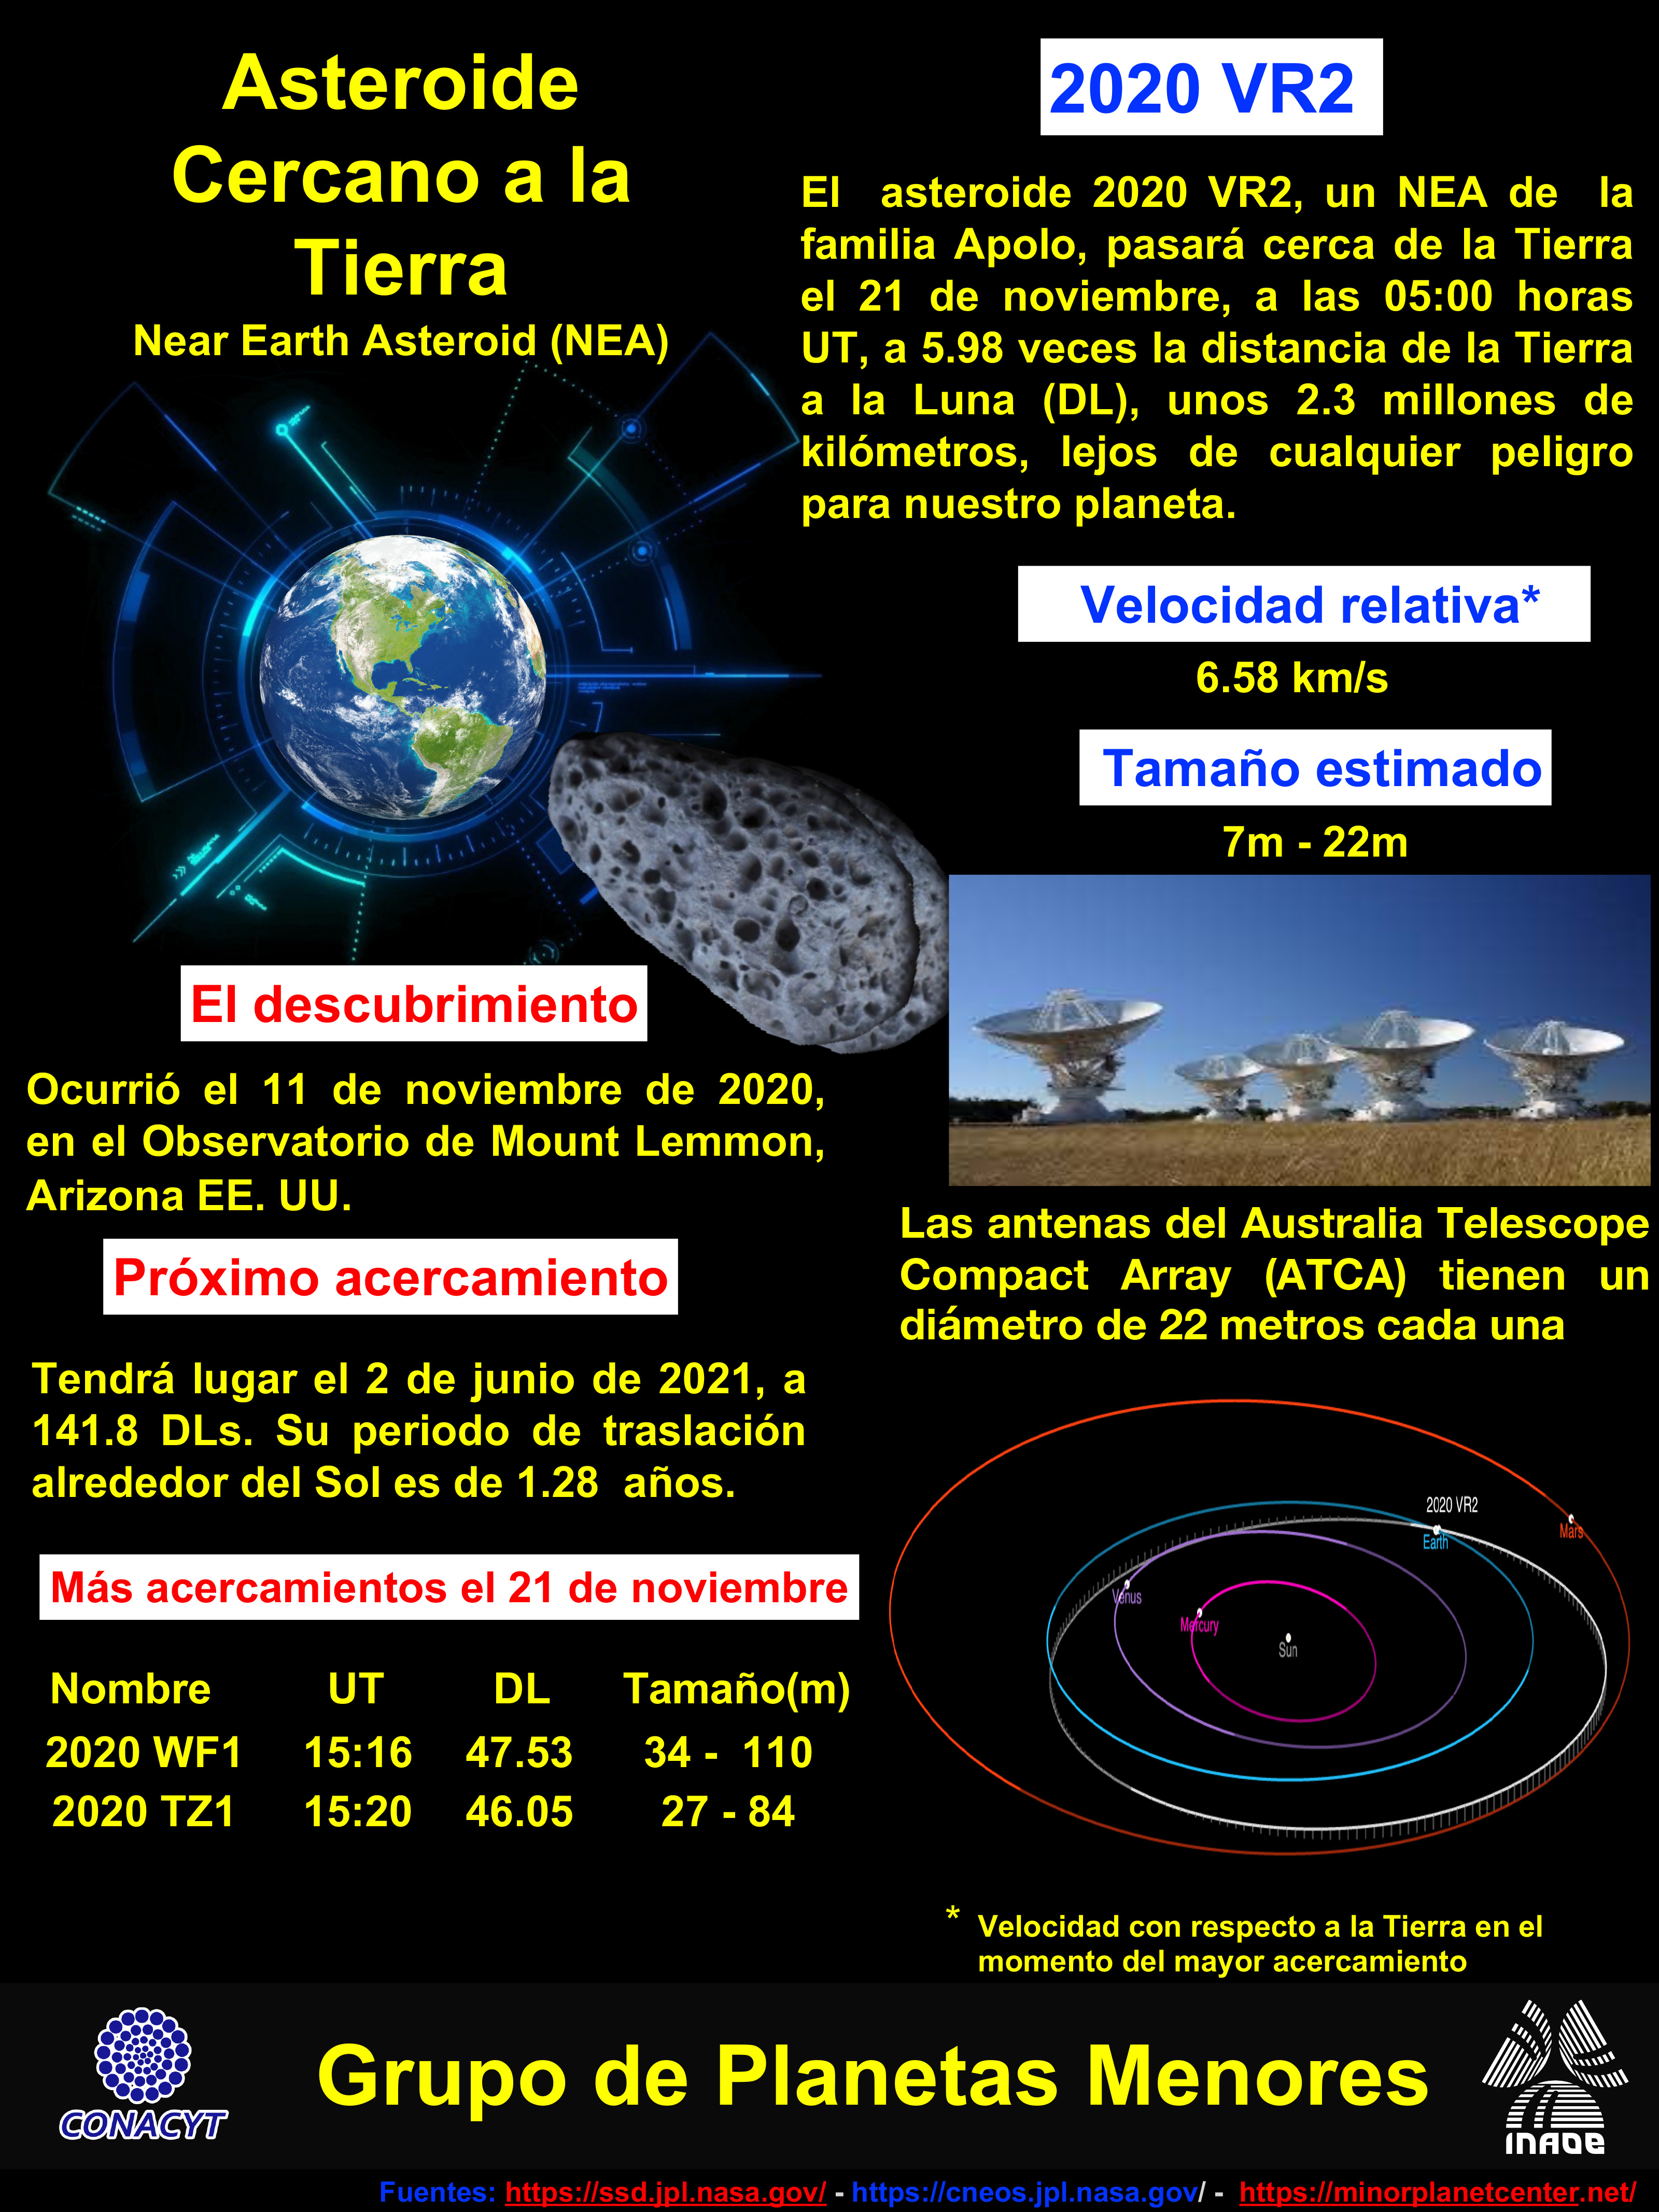 Asteroide
Cercano a la
Tierra
Near Earth Asteroid (NEA)
2020 VR2
El asteroide 2020 VR2, un NEA de la
familia Apolo, pasará cerca de la Tierra
el 21 de noviembre, a las 05:00 horas
UT, a 5.98 veces la distancia de la Tierra
a la Luna (DL), unos 2.3 millones de
kilómetros, lejos de cualquier peligro
para nuestro planeta.
Velocidad relativa*
6.58 km/s
Tamaño estimado
7m - 22m
El descubrimiento
Ocurrió el 11 de noviembre de 2020,
en el Observatorio de Mount Lemmon,
Arizona EE. UU.
Las antenas del Australia Telescope
Compact Array (ATCA) tienen un
diámetro de 22 metros cada una
Próximo acercamiento
Tendrá lugar el 2 de junio de 2021, a
141.8 DLs. Su periodo de traslación
alrededor del Sol es de 1.28 años.
Más acercamientos el 21 de noviembre
Nombre UT DL Tamaño(m)
2020 WF1 15:16 47.53 34 - 110
2020 TZ1 15:20 46.05 27 - 84
2020 VR2
Earth
Mars
Venus
Mercury
Sun
* Velocidad con respecto a la Tierra en el
momento del mayor acercamiento
CONACYT
Grupo de Planetas Menores
INAOE
Fuentes: https://ssd.jpl.nasa.gov/ - https://cneos.jpl.nasa.gov/ - https://minorplanetcenter.net/